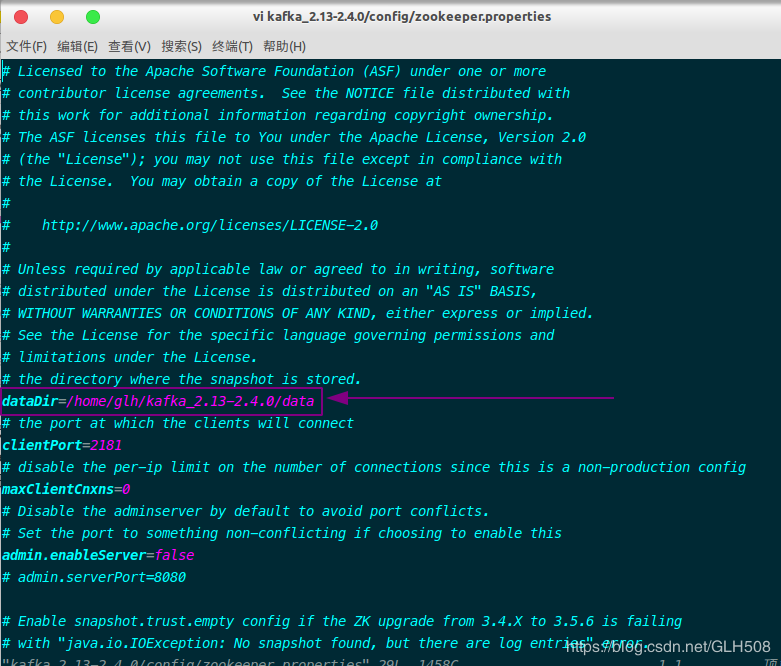 vi kafka_2.13-2.4.0/config/zookeeper.properties
文件(F) 编辑(E) 查看(V) 搜索(S) 终端(T) 帮助(H)
# Licensed to the Apache Software Foundation (ASF) under one or more
# contributor license agreements.  See the NOTICE file distributed with
# this work for additional information regarding copyright ownership.
# The ASF licenses this file to You under the Apache License, Version 2.0
# (the "License"); you may not use this file except in compliance with
# the License.  You may obtain a copy of the License at
#
#    http://www.apache.org/licenses/LICENSE-2.0
#
# Unless required by applicable law or agreed to in writing, software
# distributed under the License is distributed on an "AS IS" BASIS,
# WITHOUT WARRANTIES OR CONDITIONS OF ANY KIND, either express or implied.
# See the License for the specific language governing permissions and
# limitations under the License.
# the directory where the snapshot is stored.
dataDir=/home/glh/kafka_2.13-2.4.0/data
# the port at which the clients will connect
clientPort=2181
# disable the per-ip limit on the number of connections since this is a non-production config
maxClientCnxns=0
# Disable the adminserver by default to avoid port conflicts.
# Set the port to something non-conflicting if choosing to enable this
admin.enableServer=false
# admin.serverPort=8080
# Enable snapshot.trust.empty config if the ZK upgrade from 3.4.X to 3.5.6 is failing
# with "java.io.IOException: No snapshot found, but there are log entries" error.
https://blog.csdn.net/GLH508
"kafka_2.13-2.4.0/config/zookeeper.properties" 29L, 1458C 1,1 顶